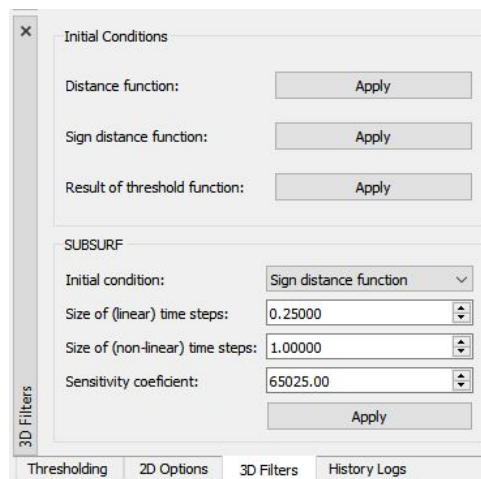 Initial Conditions
Distance function: Apply
Sign distance function: Apply
Result of threshold function: Apply
SUBSURF
Initial condition: Sign distance function
Size of (linear) time steps: 0.25000
Size of (non-linear) time steps: 1.00000
Sensitivity coeficient: 65025.00
Apply
3D Filters
Thresholding 2D Options 3D Filters History Logs